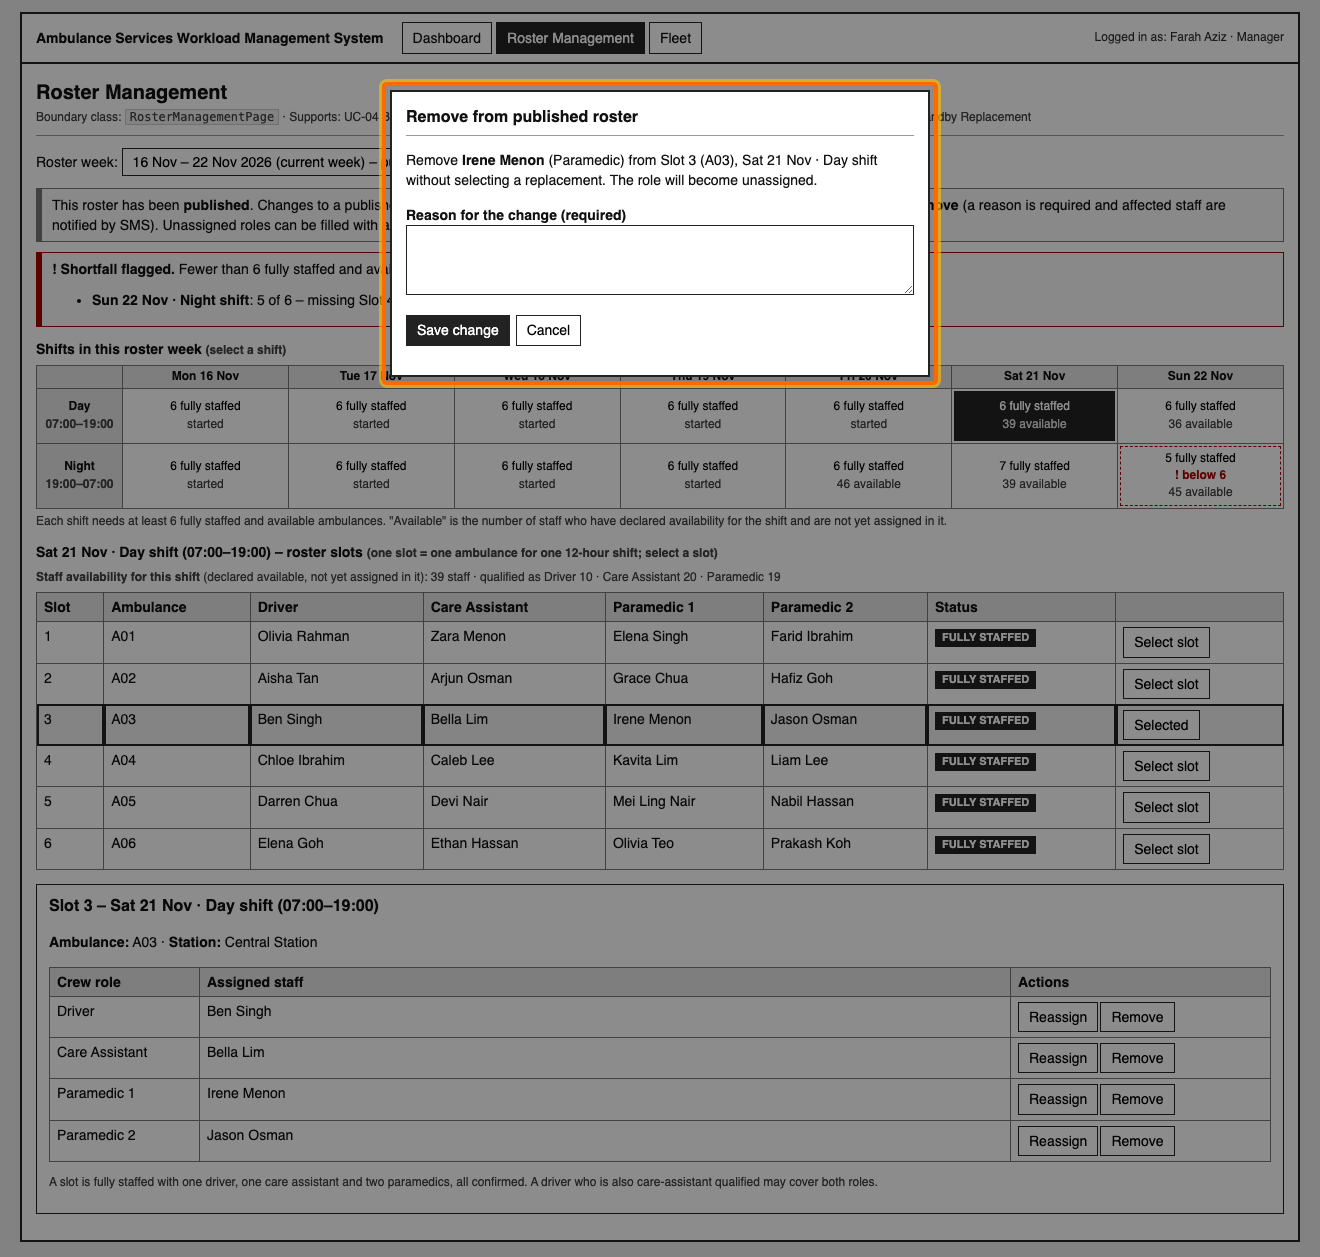 Ambulance Services Workload Management System Dashboard Roster Management Fleet Logged in as: Farah Aziz · Manager
Roster Management
Boundary class: RosterManagementPage · Supports: UC-04 Replacement
Roster week: 16 Nov – 22 Nov 2026 (current week) –
This roster has been published. Changes to a (a reason is required and affected staff are
notified by SMS). Unassigned roles can be filled with
! Shortfall flagged. Fewer than 6 fully staffed and
• Sun 22 Nov · Night shift: 5 of 6 – missing Slot
Remove from published roster
Remove Irene Menon (Paramedic) from Slot 3 (A03), Sat 21 Nov · Day shift
without selecting a replacement. The role will become unassigned.
Reason for the change (required)
Save change Cancel
Shifts in this roster week (select a shift)
Mon 16 Nov Tue 17 Nov Sat 21 Nov Sun 22 Nov
Day 6 fully staffed 6 fully staffed 6 fully staffed 6 fully staffed 6 fully staffed 6 fully staffed 6 fully staffed
07:00–19:00 started started started started started 39 available 36 available
Night 6 fully staffed 6 fully staffed 6 fully staffed 6 fully staffed 6 fully staffed 7 fully staffed 5 fully staffed
! below 6
19:00–07:00 started started started started 46 available 39 available 45 available
Each shift needs at least 6 fully staffed and available ambulances. "Available" is the number of staff who have declared availability for the shift and are not yet assigned in it.
Sat 21 Nov · Day shift (07:00–19:00) – roster slots (one slot = one ambulance for one 12-hour shift; select a slot)
Staff availability for this shift (declared available, not yet assigned in it): 39 staff · qualified as Driver 10 · Care Assistant 20 · Paramedic 19
Slot Ambulance Driver Care Assistant Paramedic 1 Paramedic 2 Status
1 A01 Olivia Rahman Zara Menon Elena Singh Farid Ibrahim FULLY STAFFED Select slot
2 A02 Aisha Tan Arjun Osman Grace Chua Hafiz Goh FULLY STAFFED Select slot
3 A03 Ben Singh Bella Lim Irene Menon Jason Osman FULLY STAFFED Selected
4 A04 Chloe Ibrahim Caleb Lee Kavita Lim Liam Lee FULLY STAFFED Select slot
5 A05 Darren Chua Devi Nair Mei Ling Nair Nabil Hassan FULLY STAFFED Select slot
6 A06 Elena Goh Ethan Hassan Olivia Teo Prakash Koh FULLY STAFFED Select slot
Slot 3 – Sat 21 Nov · Day shift (07:00–19:00)
Ambulance: A03 · Station: Central Station
Crew role Assigned staff Actions
Driver Ben Singh Reassign Remove
Care Assistant Bella Lim Reassign Remove
Paramedic 1 Irene Menon Reassign Remove
Paramedic 2 Jason Osman Reassign Remove
A slot is fully staffed with one driver, one care assistant and two paramedics, all confirmed. A driver who is also care-assistant qualified may cover both roles.